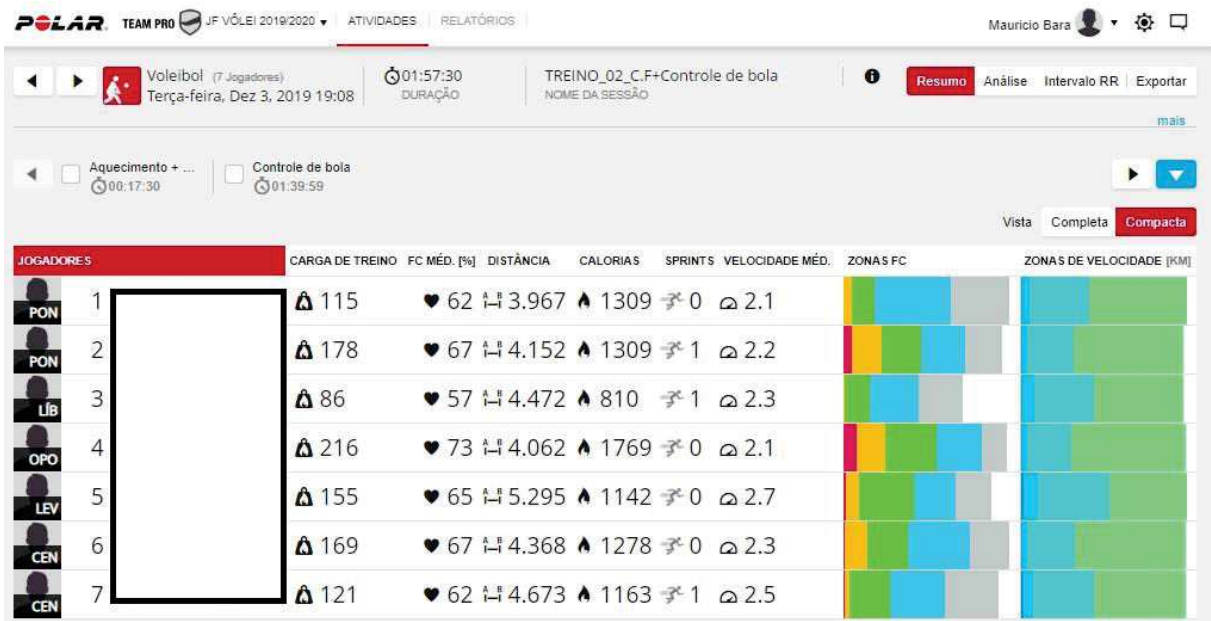 POLAR. TEAM PRO JF VÔLEI 2019/2020 ATIVIDADES RELATÓRIOS Mauricio Bara
Voleibol (7 Jogadores) 01:57:30 TREINO_02_C.F+Controle de bola Resumo Análise Intervalo RR Exportar
Terça-feira, Dez 3, 2019 19:08 DURAÇÃO NOME DA SESSÃO
mais
Aquecimento + ... Controle de bola
00:17:30 01:39:59
Vista Completa Compacta
JOGADORES CARGA DE TREINO FC MÉD. [%] DISTÂNCIA CALORIAS SPRINTS VELOCIDADE MÉD. ZONAS FC ZONAS DE VELOCIDADE [KM]
PON 1 115 62 A B 3.967 1309 0 2.1
PON 2 178 67 A B 4.152 1309 1 2.2
LÍB 3 86 57 A B 4.472 810 1 2.3
OPO 4 216 73 A B 4.062 1769 0 2.1
LEV 5 155 65 A B 5.295 1142 0 2.7
CEN 6 169 67 A B 4.368 1278 0 2.3
CEN 7 121 62 A B 4.673 1163 1 2.5